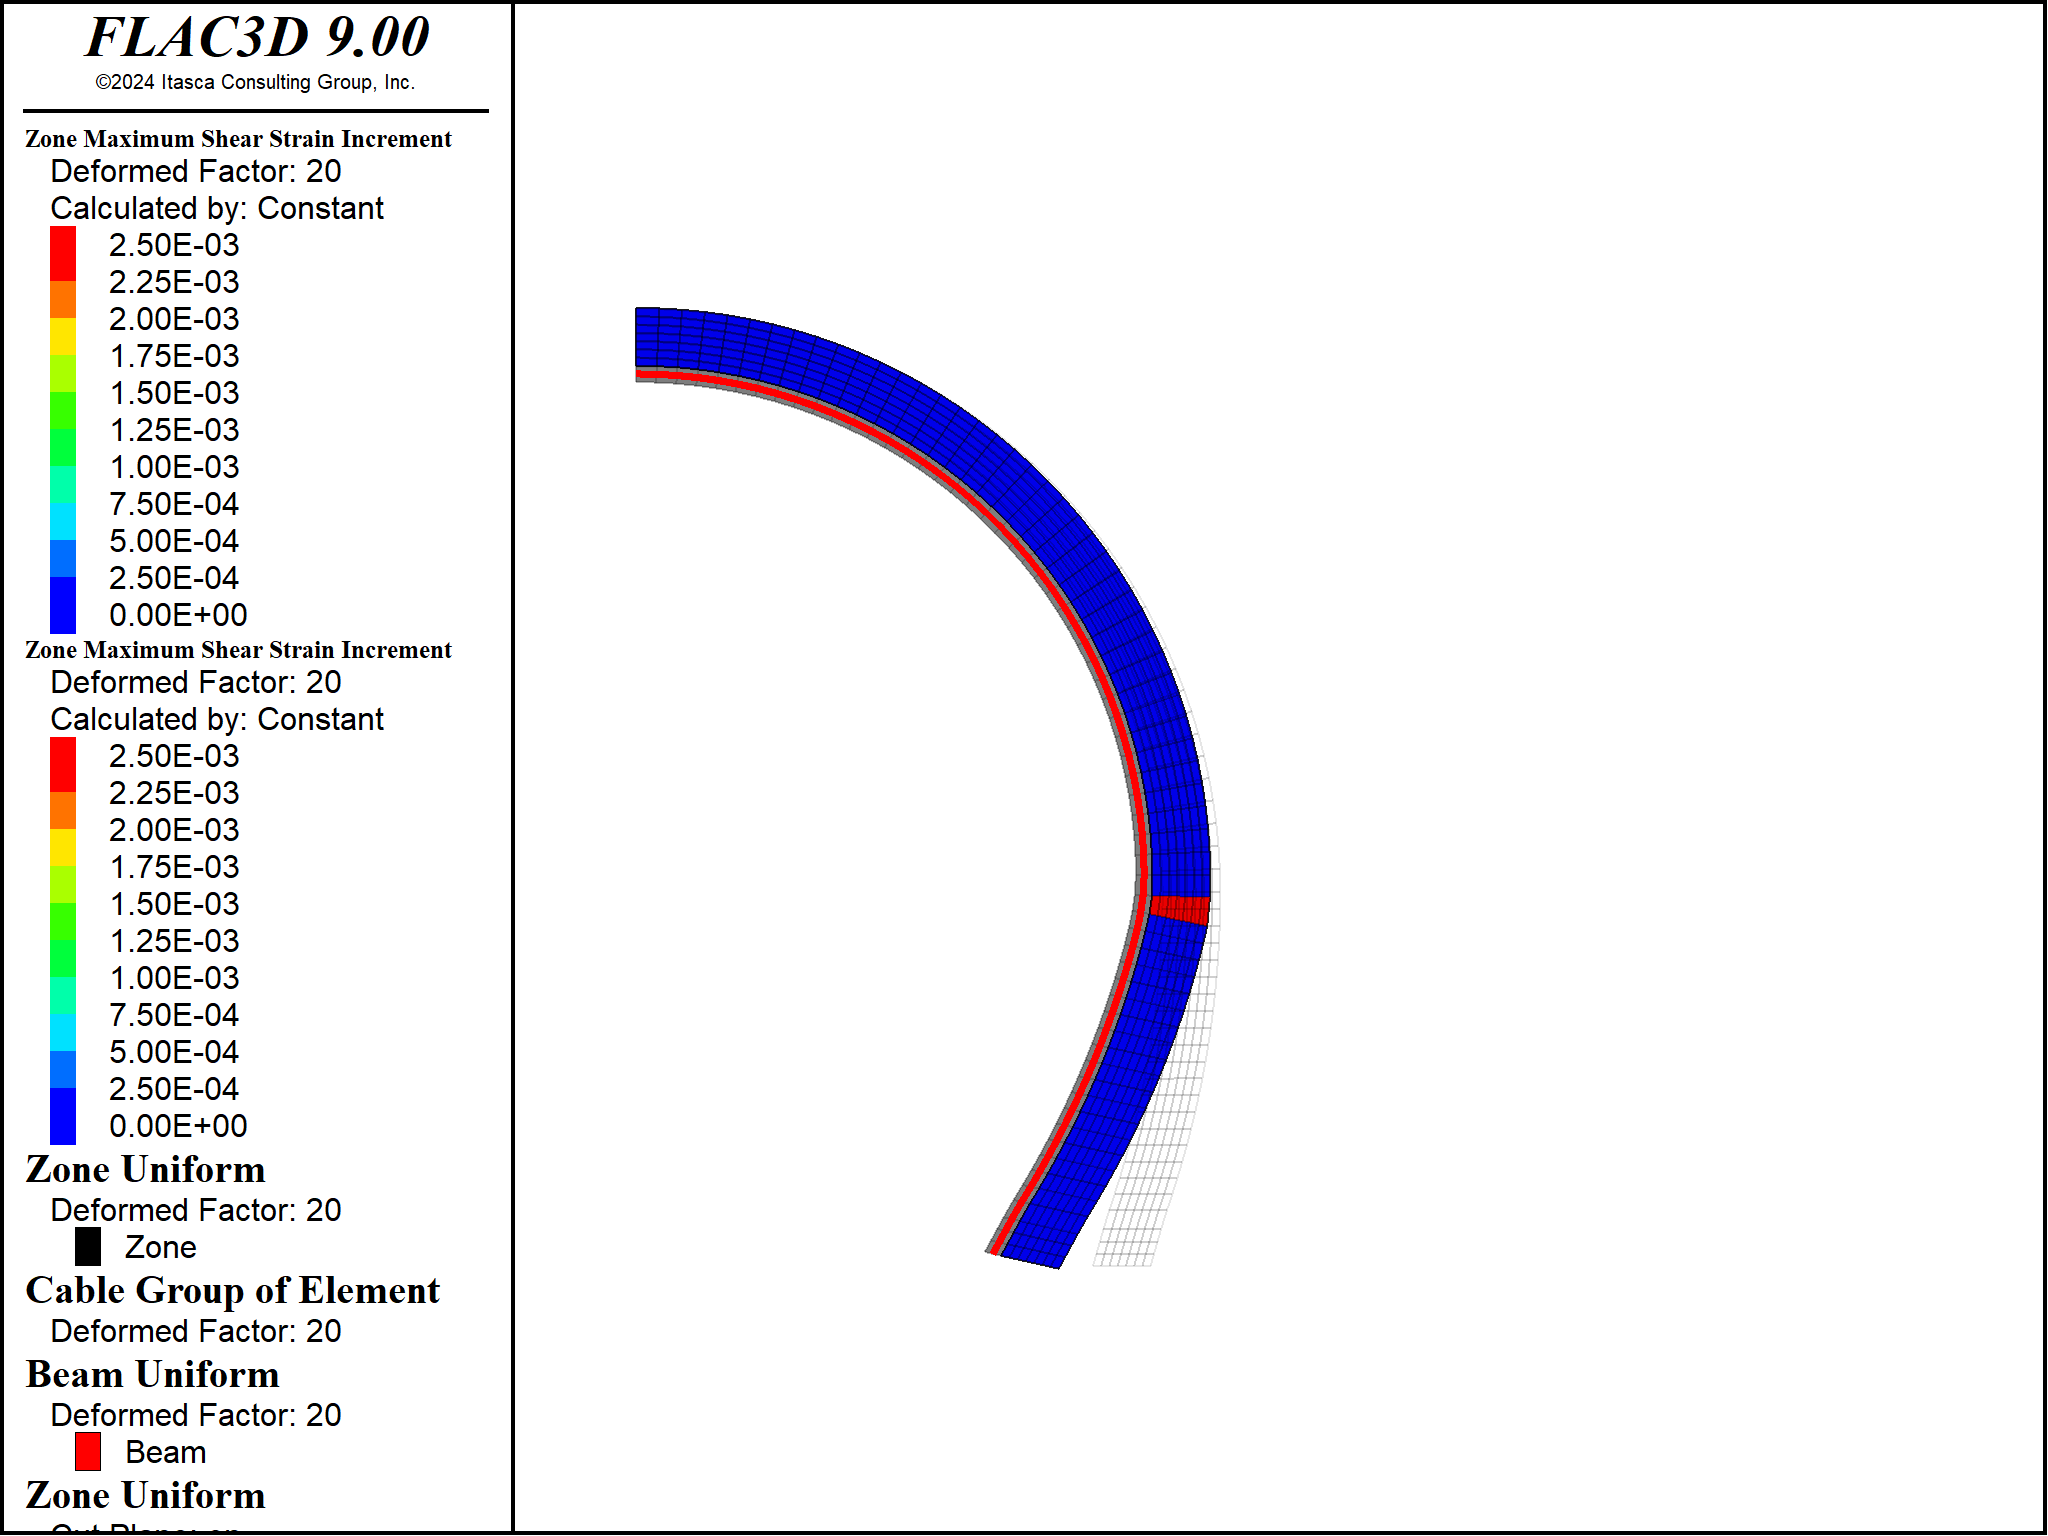 FLAC3D 9.00
©2024 Itasca Consulting Group, Inc.
Zone Maximum Shear Strain Increment
Deformed Factor: 20
Calculated by: Constant
2.50E-03
2.25E-03
2.00E-03
1.75E-03
1.50E-03
1.25E-03
1.00E-03
7.50E-04
5.00E-04
2.50E-04
0.00E+00
Zone Maximum Shear Strain Increment
Deformed Factor: 20
Calculated by: Constant
2.50E-03
2.25E-03
2.00E-03
1.75E-03
1.50E-03
1.25E-03
1.00E-03
7.50E-04
5.00E-04
2.50E-04
0.00E+00
Zone Uniform
Deformed Factor: 20
Zone
Cable Group of Element
Deformed Factor: 20
Beam Uniform
Deformed Factor: 20
Beam
Zone Uniform